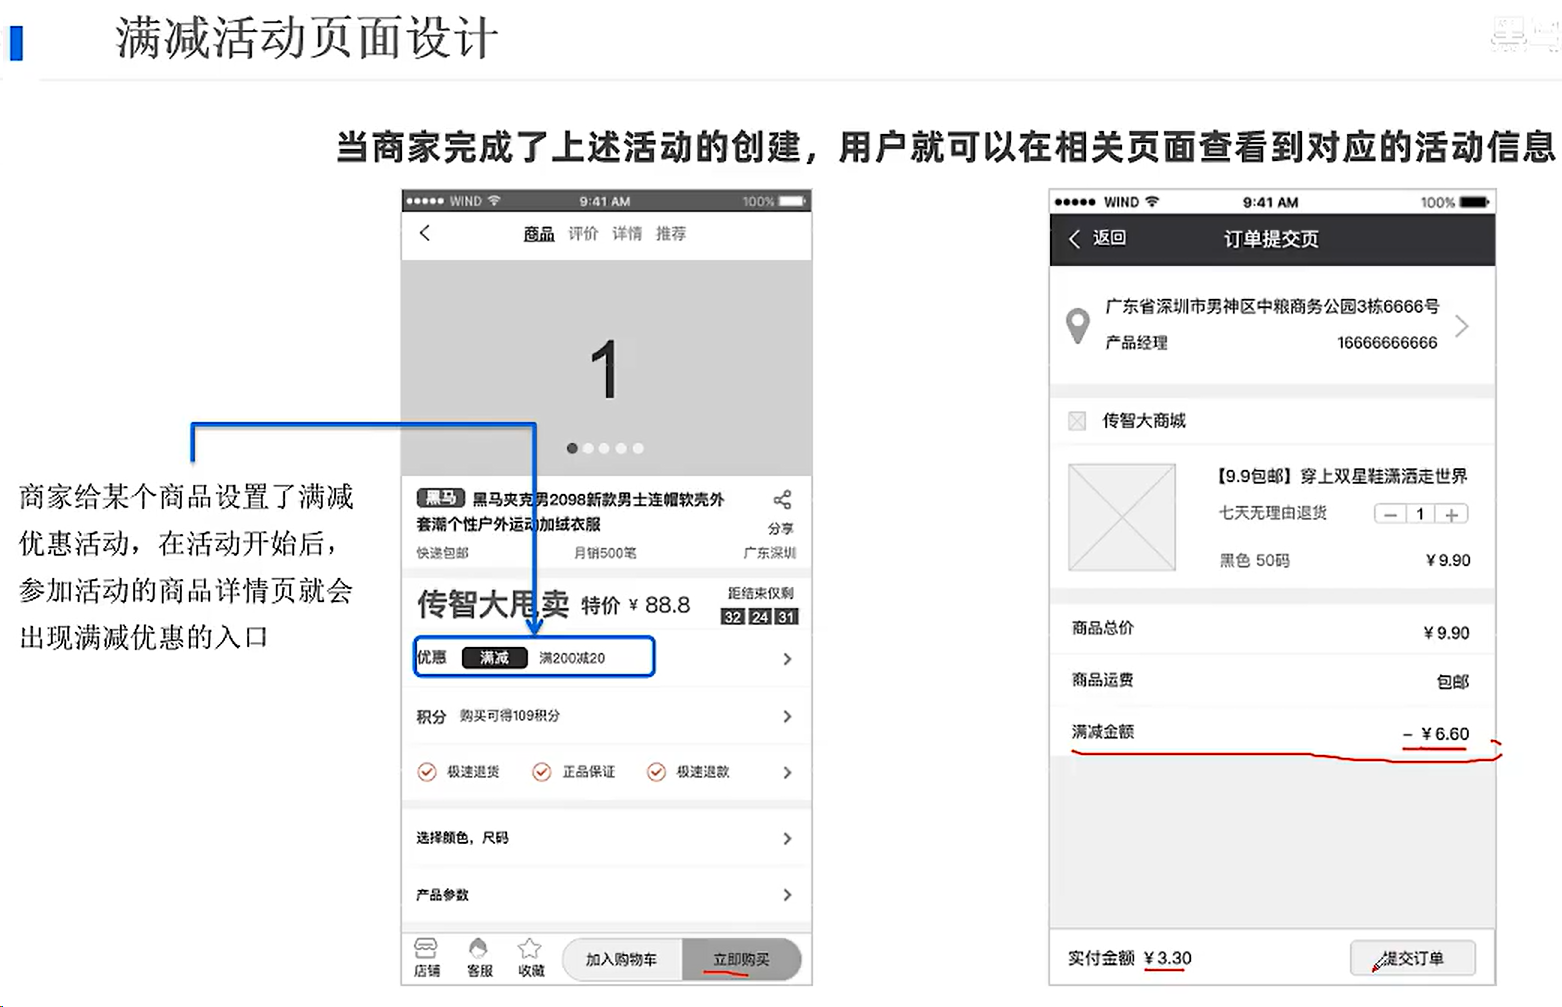 满减活动页面设计
黑马
当商家完成了上述活动的创建，用户就可以在相关页面查看到对应的活动信息
商家给某个商品设置了满减
优惠活动，在活动开始后，
参加活动的商品详情页就会
出现满减优惠的入口
WIND 9:41 AM 100%
商品 评价 详情 推荐
1
黑马 黑马夹克男2098新款男士连帽软壳外
套潮个性户外运动加绒衣服
分享
快递包邮 月销500笔 广东深圳
传智大甩卖 特价 ¥ 88.8
距结束仅剩
32 24 31
优惠 满减 满200减20
积分 购买可得109积分
极速退货 正品保证 极速退款
选择颜色，尺码
产品参数
店铺 客服 收藏 加入购物车 立即购买
WIND 9:41 AM 100%
返回 订单提交页
广东省深圳市男神区中粮商务公园3栋6666号
产品经理 16666666666
传智大商城
【9.9包邮】穿上双星鞋潇洒走世界
七天无理由退货 － 1 ＋
黑色 50码 ¥9.90
商品总价 ¥9.90
商品运费 包邮
满减金额 － ¥6.60
实付金额 ¥3.30 提交订单